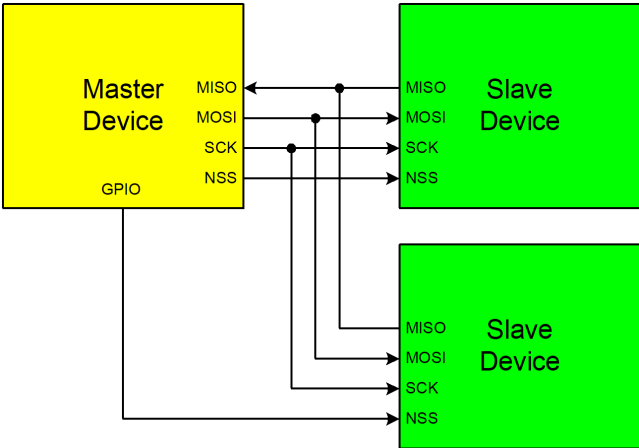 Master
Device
MISO
MOSI
SCK
NSS
GPIO
MISO
MOSI
SCK
NSS
Slave
Device
MISO
MOSI
SCK
NSS
Slave
Device